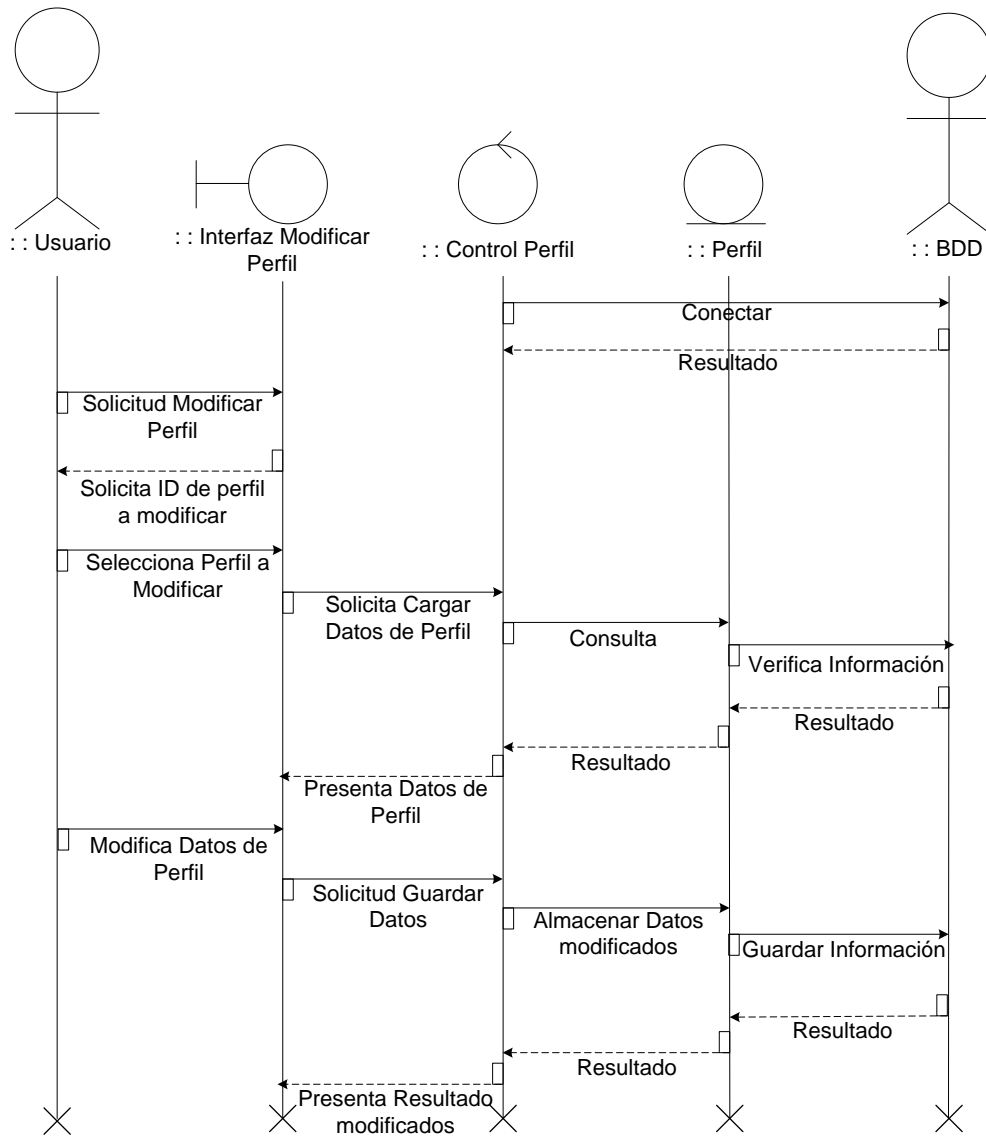 : : Usuario
: : Interfaz Modificar
Perfil
: : Control Perfil
: : Perfil
: : BDD
Conectar
Resultado
Solicitud Modificar
Perfil
Solicita ID de perfil
a modificar
Selecciona Perfil a
Modificar
Solicita Cargar
Datos de Perfil
Consulta
Verifica Información
Resultado
Resultado
Presenta Datos de
Perfil
Modifica Datos de
Perfil
Solicitud Guardar
Datos
Almacenar Datos
modificados
Guardar Información
Resultado
Resultado
Presenta Resultado
modificados